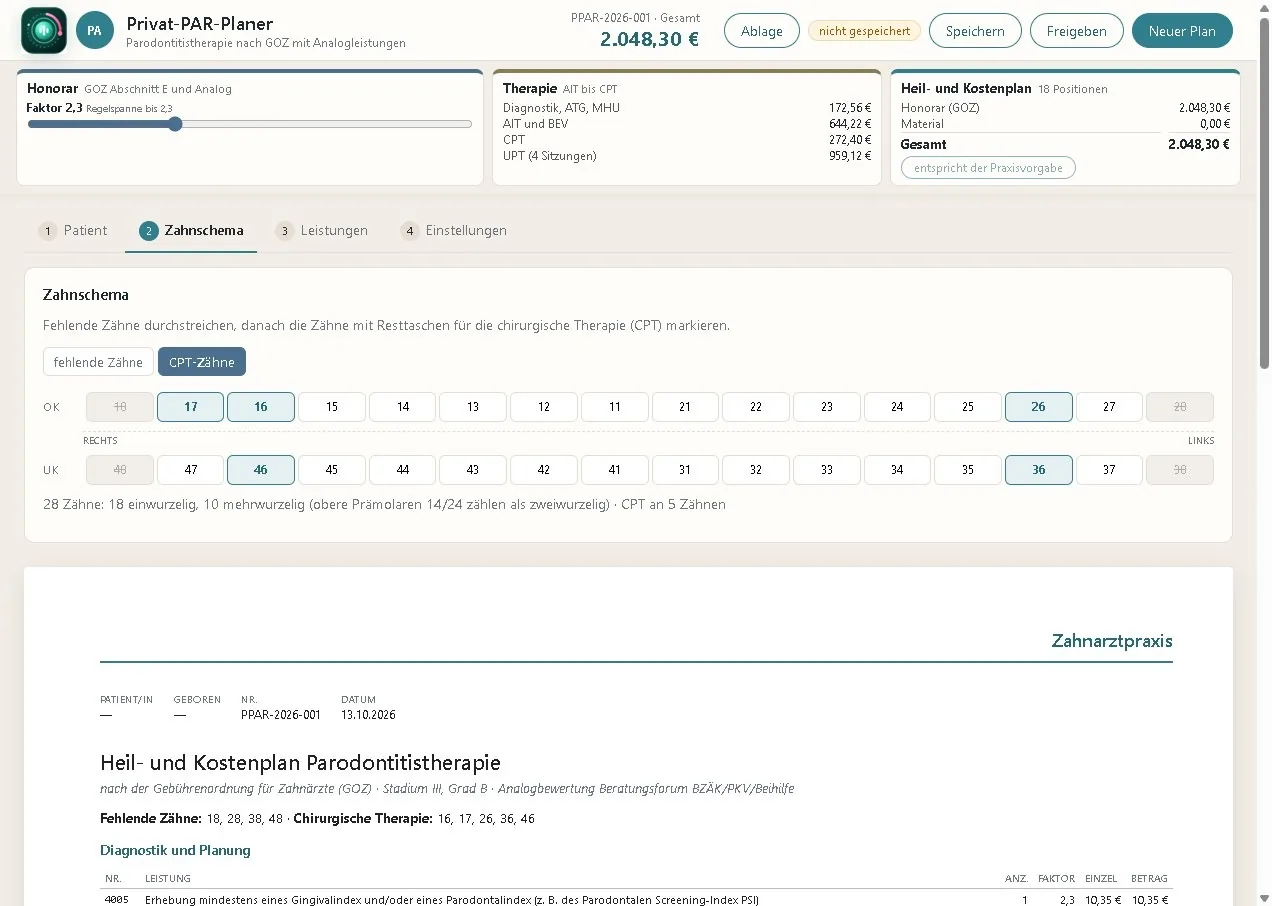 PA
Privat-PAR-Planer
Parodontitistherapie nach GOZ mit Analogleistungen
PPAR-2026-001 · Gesamt
2.048,30 €
Ablage
nicht gespeichert
Speichern
Freigeben
Neuer Plan
Honorar GOZ Abschnitt E und Analog
Faktor 2,3 Regelspanne bis 2,3
Therapie AIT bis CPT
Diagnostik, ATG, MHU 172,56 €
AIT und BEV 644,22 €
CPT 272,40 €
UPT (4 Sitzungen) 959,12 €
Heil- und Kostenplan 18 Positionen
Honorar (GOZ) 2.048,30 €
Material 0,00 €
Gesamt 2.048,30 €
entspricht der Praxisvorgabe
1 Patient 2 Zahnschema 3 Leistungen 4 Einstellungen
Zahnschema
Fehlende Zähne durchstreichen, danach die Zähne mit Resttaschen für die chirurgische Therapie (CPT) markieren.
fehlende Zähne CPT-Zähne
OK 18 17 16 15 14 13 12 11 21 22 23 24 25 26 27 28
RECHTS LINKS
UK 48 47 46 45 44 43 42 41 31 32 33 34 35 36 37 38
28 Zähne: 18 einwurzelig, 10 mehrwurzelig (obere Prämolaren 14/24 zählen als zweiwurzelig) · CPT an 5 Zähnen
Zahnarztpraxis
PATIENT/IN GEBOREN NR. DATUM
— — PPAR-2026-001 13.10.2026
Heil- und Kostenplan Parodontitistherapie
nach der Gebührenordnung für Zahnärzte (GOZ) · Stadium III, Grad B · Analogbewertung Beratungsforum BZÄK/PKV/Beihilfe
Fehlende Zähne: 18, 28, 38, 48 · Chirurgische Therapie: 16, 17, 26, 36, 46
Diagnostik und Planung
NR. LEISTUNG ANZ. FAKTOR EINZEL BETRAG
4005 Erhebung mindestens eines Gingivalindex und/oder eines Parodontalindex (z. B. des Parodontalen Screening-Index PSI) 1 2,3 10,35 € 10,35 €